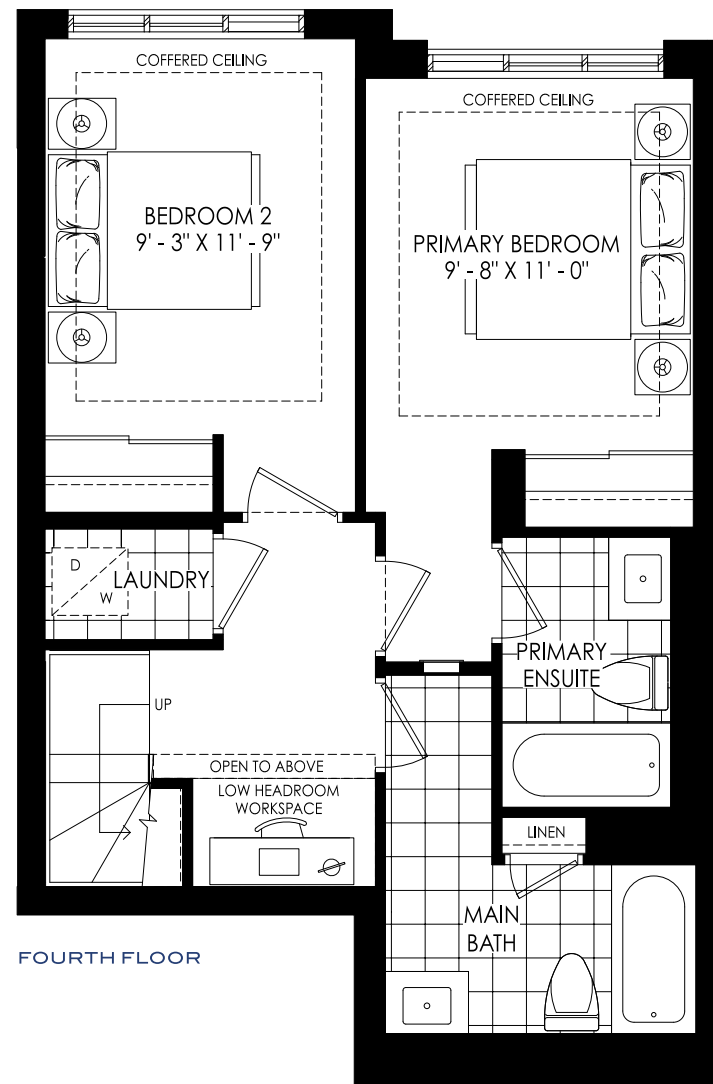 COFFERED CEILING
BEDROOM 2
9' - 3" X 11' - 9"
COFFERED CEILING
PRIMARY BEDROOM
9' - 8" X 11' - 0"
D
W
LAUNDRY
PRIMARY
ENSUITE
UP
OPEN TO ABOVE
LOW HEADROOM
WORKSPACE
LINEN
MAIN
BATH
FOURTH FLOOR